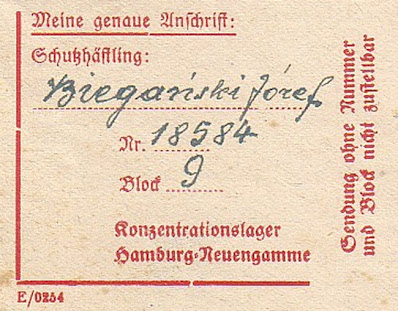 Meine genaue Anschrift:
Schutzhäftling:
Biegański Józef
Nr. 18584
Block 9
Konzentrationslager
Hamburg-Neuengamme
E/0254
Sendung ohne Nummer
und Block nicht zustellbar